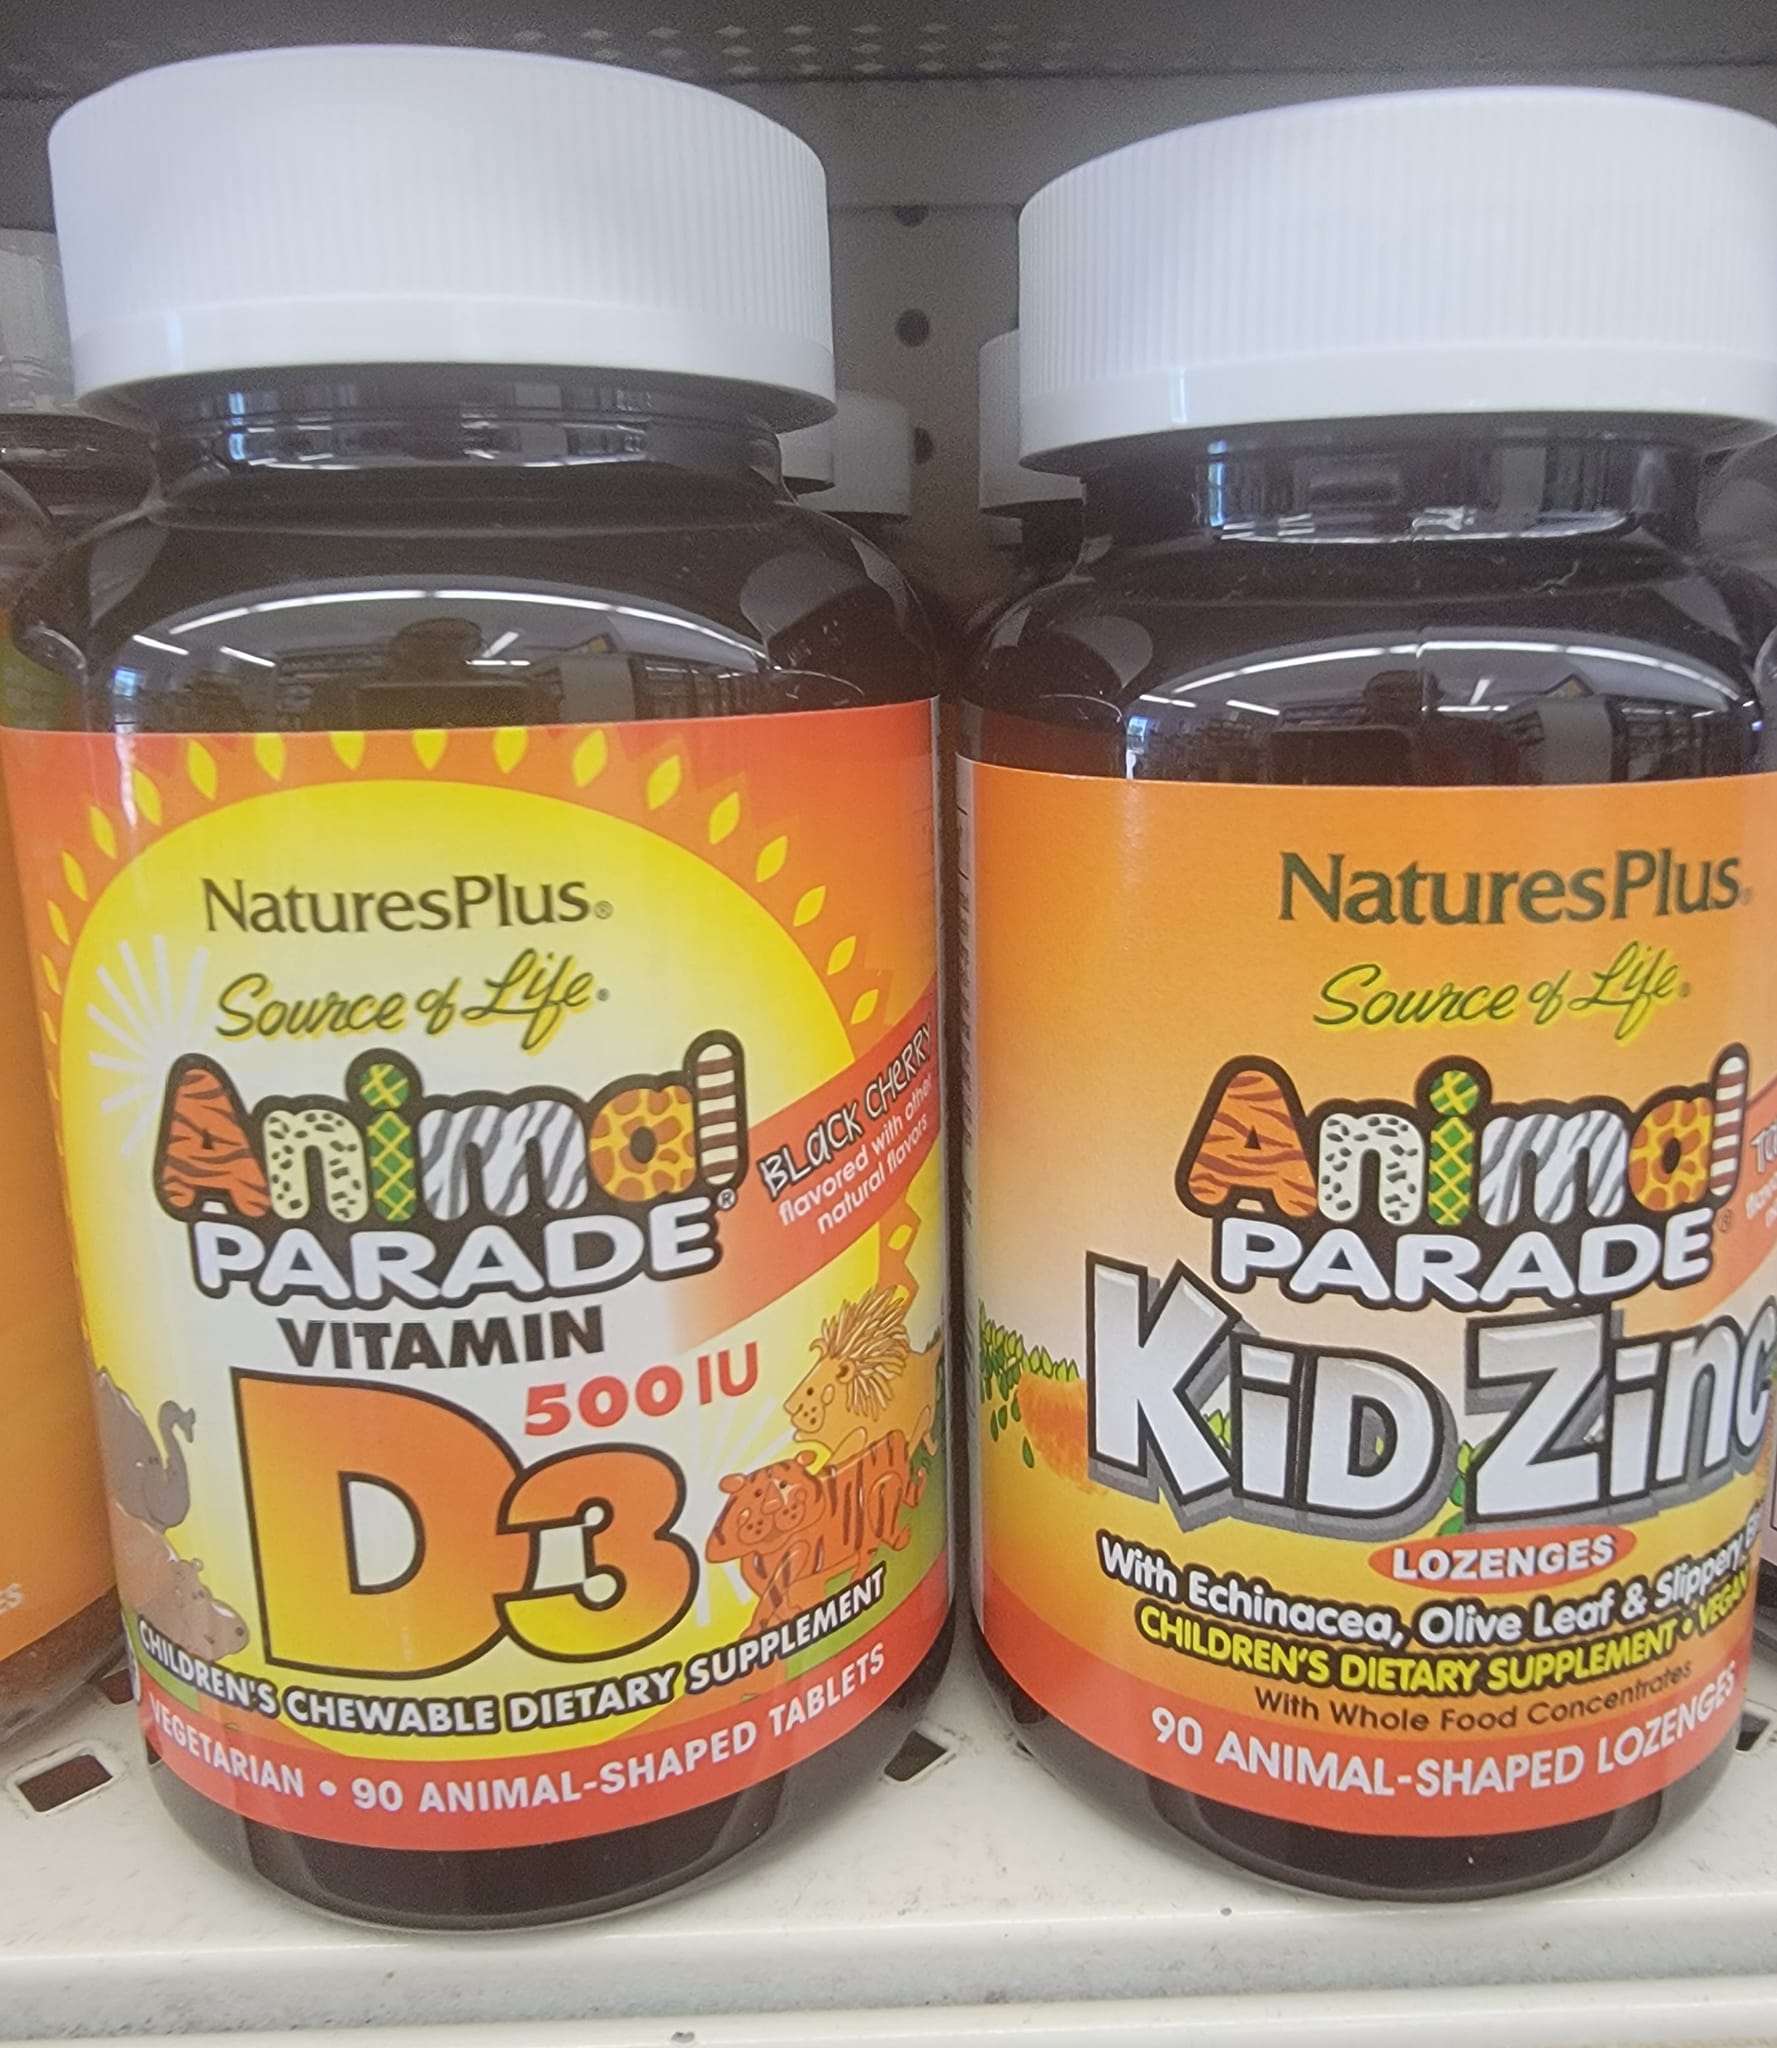 NaturesPlus®
Source of Life®
Animal
PARADE®
BLACK CHERRY
flavored with other
natural flavors
VITAMIN
500 IU
D3
CHILDREN'S CHEWABLE DIETARY SUPPLEMENT
VEGETARIAN • 90 ANIMAL-SHAPED TABLETS
NaturesPlus®
Source of Life®
Animal
PARADE®
KiD Zinc
LOZENGES
With Echinacea, Olive Leaf & Slippery
CHILDREN'S DIETARY SUPPLEMENT • VEGAN
With Whole Food Concentrates
90 ANIMAL-SHAPED LOZENGES